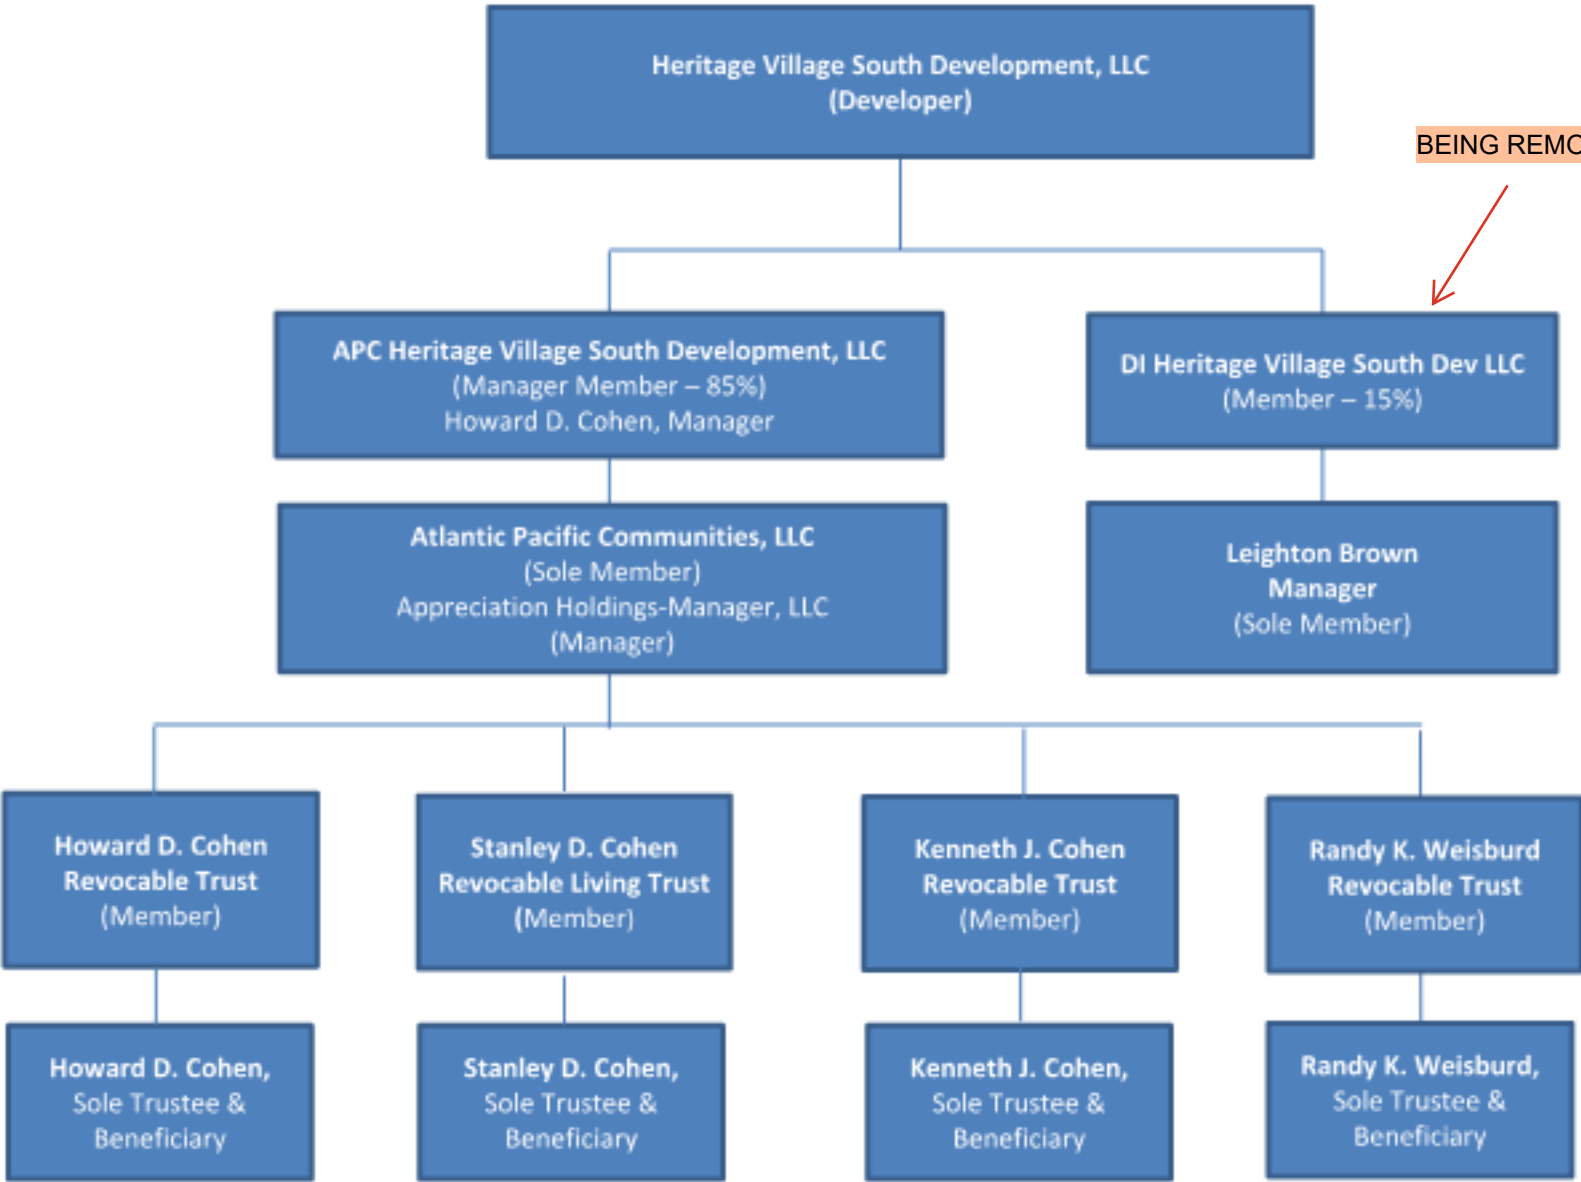 Heritage Village South Development, LLC
(Developer)
BEING REMO
APC Heritage Village South Development, LLC
(Manager Member – 85%)
Howard D. Cohen, Manager
DI Heritage Village South Dev LLC
(Member – 15%)
Atlantic Pacific Communities, LLC
(Sole Member)
Appreciation Holdings-Manager, LLC
(Manager)
Leighton Brown
Manager
(Sole Member)
Howard D. Cohen
Revocable Trust
(Member)
Stanley D. Cohen
Revocable Living Trust
(Member)
Kenneth J. Cohen
Revocable Trust
(Member)
Randy K. Weisburd
Revocable Trust
(Member)
Howard D. Cohen,
Sole Trustee &
Beneficiary
Stanley D. Cohen,
Sole Trustee &
Beneficiary
Kenneth J. Cohen,
Sole Trustee &
Beneficiary
Randy K. Weisburd,
Sole Trustee &
Beneficiary